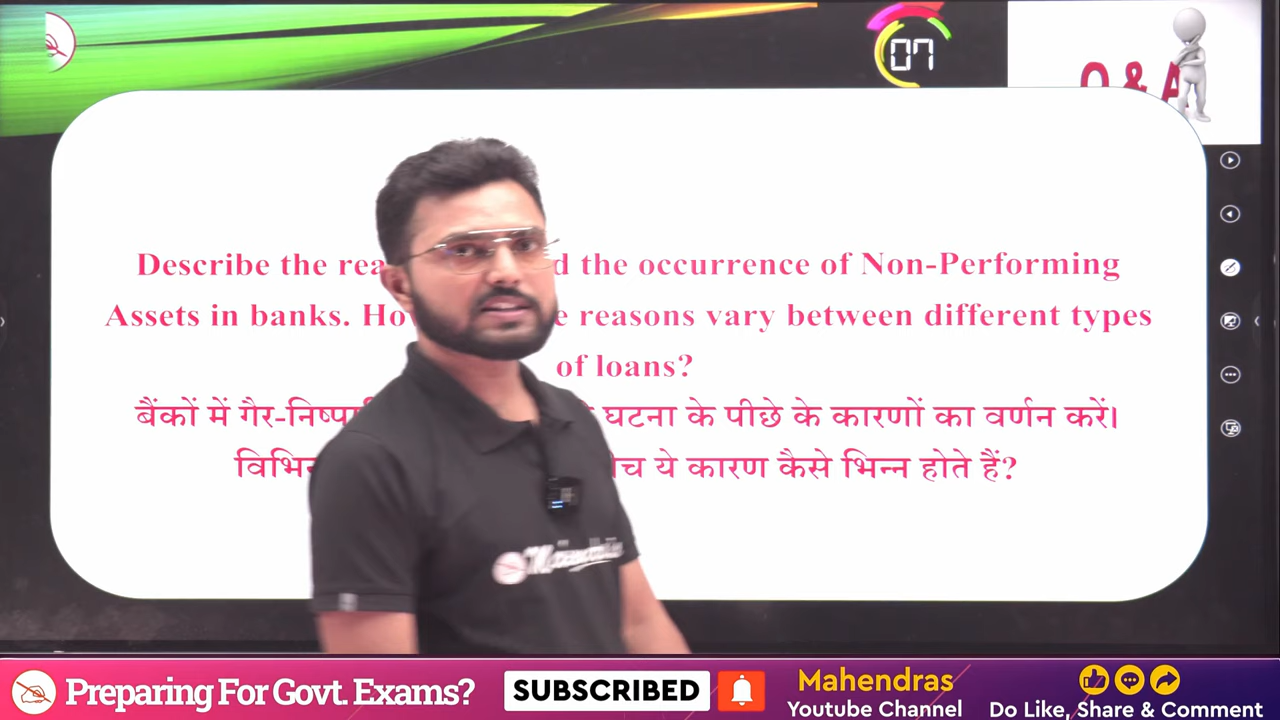 07
Q & A
Describe the rea d the occurrence of Non-Performing
Assets in banks. Ho e reasons vary between different types
of loans?
बैंकों में गैर-निष्पा घटना के पीछे के कारणों का वर्णन करें।
विभिन ये कारण कैसे भिन्न होते हैं?
Mahendras
Preparing For Govt. Exams?
SUBSCRIBED
Mahendras
Youtube Channel
Do Like, Share & Comment